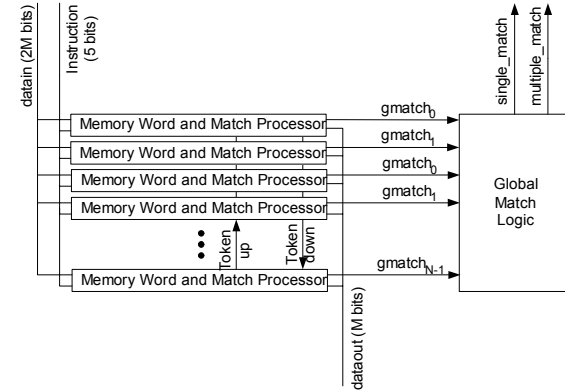 datain (2M bits)
Instruction
(5 bits)
single_match
multiple_match
Memory Word and Match Processor
gmatch0
Memory Word and Match Processor
gmatch1
Memory Word and Match Processor
gmatch0
Memory Word and Match Processor
gmatch1
Global
Match
Logic
Token
up
Token
down
Memory Word and Match Processor
gmatchN-1
dataout (M bits)